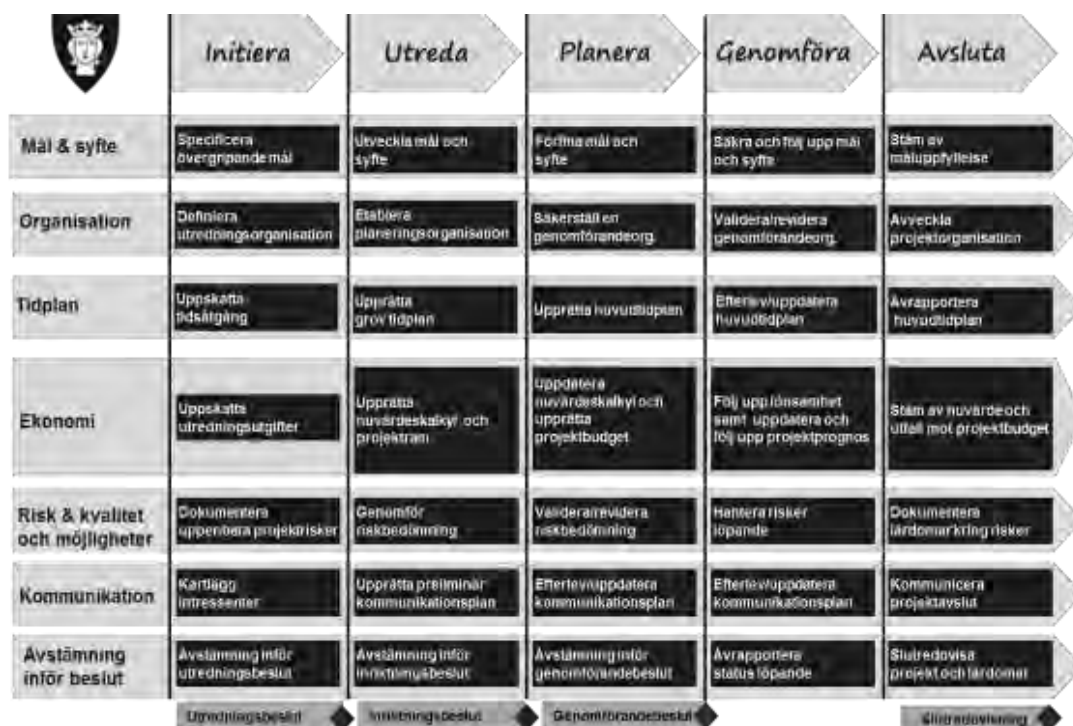 Initiera
Utreda
Planera
Genomföra
Avsluta
Mål & syfte
Specificera
övergripande mål
Utveckla mål och
syfte
Förfina mål och
syfte
Säkra och följ upp mål
och syfte
Stäm av
måluppfyllelse
Organisation
Definiera
utredningsorganisation
Etablera
planeringsorganisation
Säkerställ en
genomförandeorg.
Validera/revidera
genomförandeorg.
Avveckla
projektorganisation
Tidplan
Uppskatta
tidsåtgång
Upprätta
grov tidplan
Upprätta huvudtidplan
Efterlev/uppdatera
huvudtidplan
Avrapportera
huvudtidplan
Ekonomi
Uppskatta
utredningsutgifter
Upprätta
nuvärdeskalkyl och
projektram
Uppdatera
nuvärdeskalkyl och
upprätta
projektbudget
Följ upp lönsamhet
samt uppdatera och
följ upp projektprognos
Stäm av nuvärde och
utfall mot projektbudget
Risk & kvalitet
och möjligheter
Dokumentera
uppenbara projektrisker
Genomför
riskbedömning
Validera/revidera
riskbedömning
Hantera risker
löpande
Dokumentera
lärdomar kring risker
Kommunikation
Kartlägg
intressenter
Upprätta preliminär
kommunikationsplan
Efterlev/uppdatera
kommunikationsplan
Efterlev/uppdatera
kommunikationsplan
Kommunicera
projektavslut
Avstämning
inför beslut
Avstämning inför
utredningsbeslut
Avstämning inför
inriktningsbeslut
Avstämning inför
genomförandebeslut
Avrapportera
status löpande
Slutredovisa
projekt och lärdomar
Utredningsbeslut
Inriktningsbeslut
Genomförandebeslut
Slutredovisning